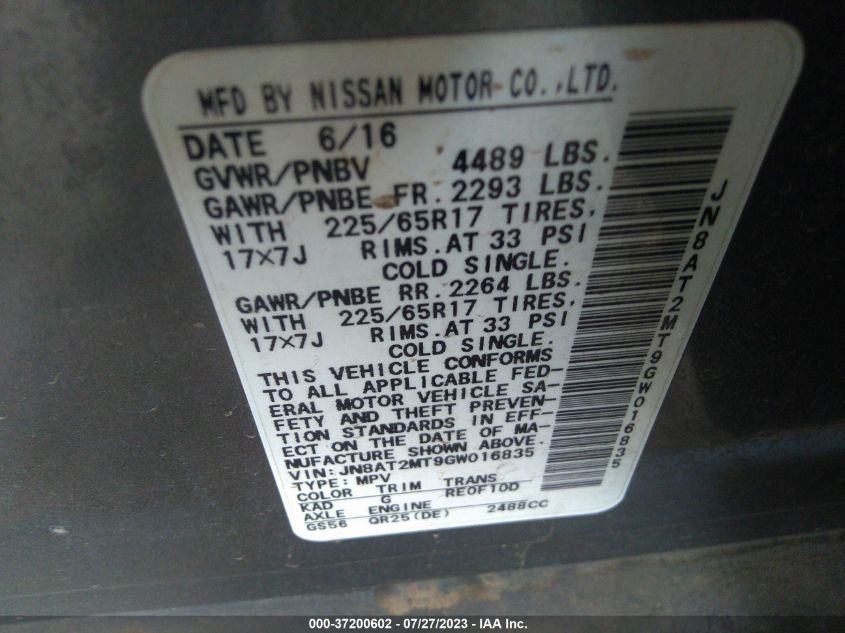 MFD BY NISSAN MOTOR CO.,LTD.
DATE 6/16
GVWR/PNBV 4489 LBS.
GAWR/PNBE FR. 2293 LBS.
WITH 225/65R17 TIRES.
17×7J RIMS. AT 33 PSI
COLD SINGLE.
GAWR/PNBE RR. 2264 LBS.
WITH 225/65R17 TIRES.
17×7J RIMS. AT 33 PSI
COLD SINGLE.
THIS VEHICLE CONFORMS
TO ALL APPLICABLE FED-
ERAL MOTOR VEHICLE SA-
FETY AND THEFT PREVEN-
TION STANDARDS IN EFF-
ECT ON THE DATE OF MA-
NUFACTURE SHOWN ABOVE.
VIN: JN8AT2MT9GW016835
TYPE: MPV
COLOR TRIM TRANS
KAD G RE0F10D
AXLE ENGINE
GS56 QR25(DE) 2488CC
JN8AT2MT9GW016835
000-37200602 - 07/27/2023 - IAA Inc.